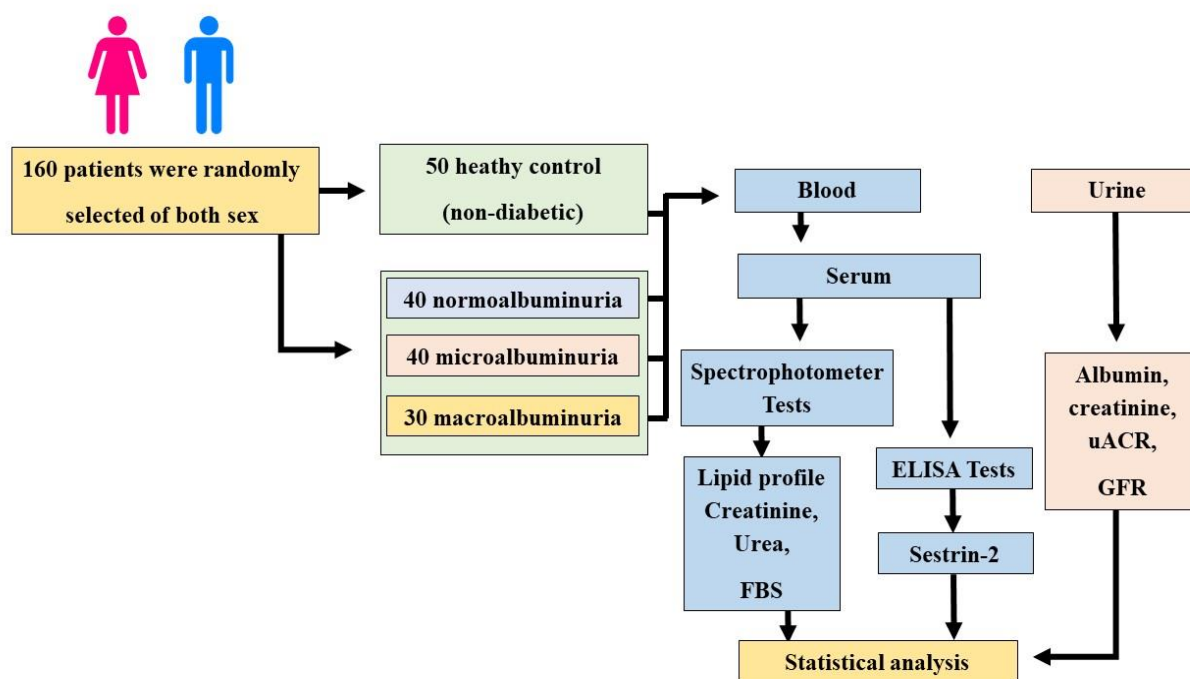 160 patients were randomly
selected of both sex
50 heathy control
(non-diabetic)
40 normoalbuminuria
40 microalbuminuria
30 macroalbuminuria
Blood
Serum
Spectrophotometer
Tests
Lipid profile
Creatinine,
Urea,
FBS
ELISA Tests
Sestrin-2
Urine
Albumin,
creatinine,
uACR,
GFR
Statistical analysis